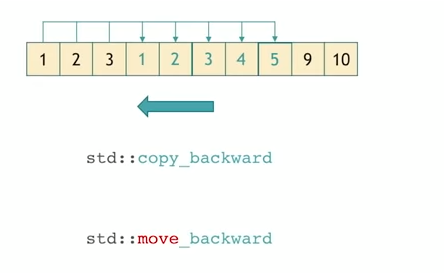 1 2 3 1 2 3 4 5 9 10
std::copy_backward
std::move_backward